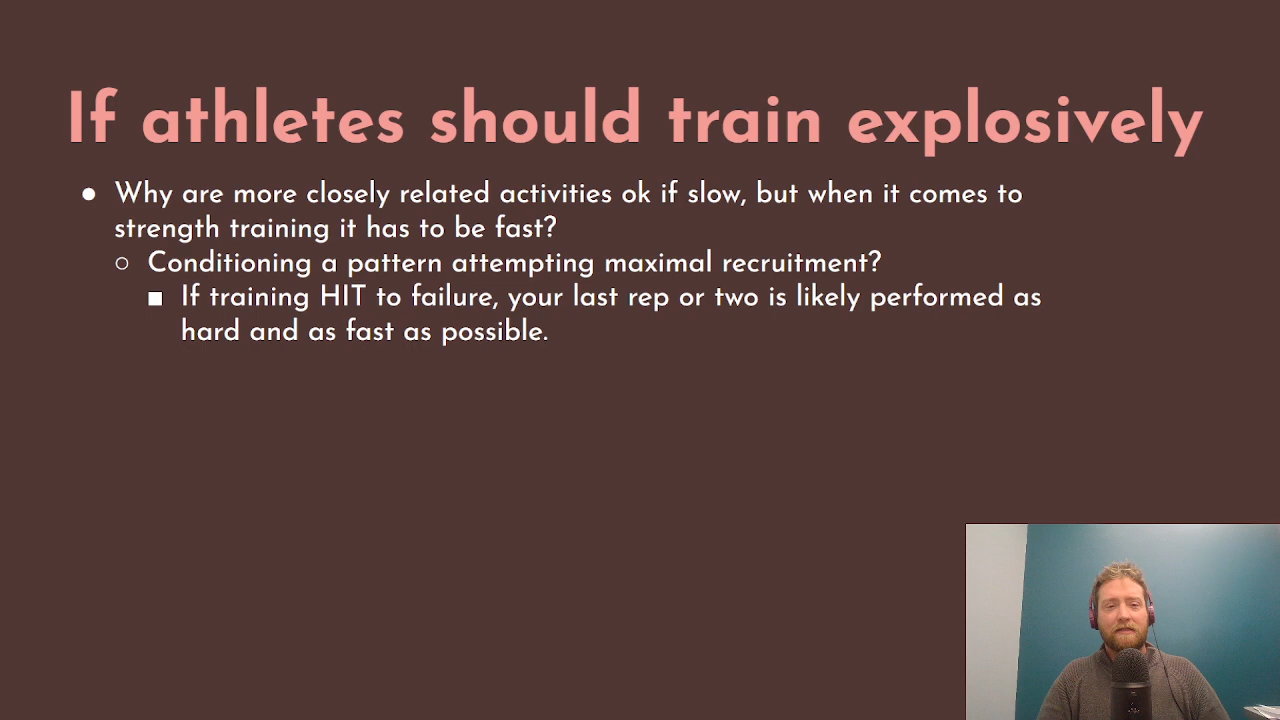 If athletes should train explosively
● Why are more closely related activities ok if slow, but when it comes to
strength training it has to be fast?
○ Conditioning a pattern attempting maximal recruitment?
■ If training HIT to failure, your last rep or two is likely performed as
hard and as fast as possible.